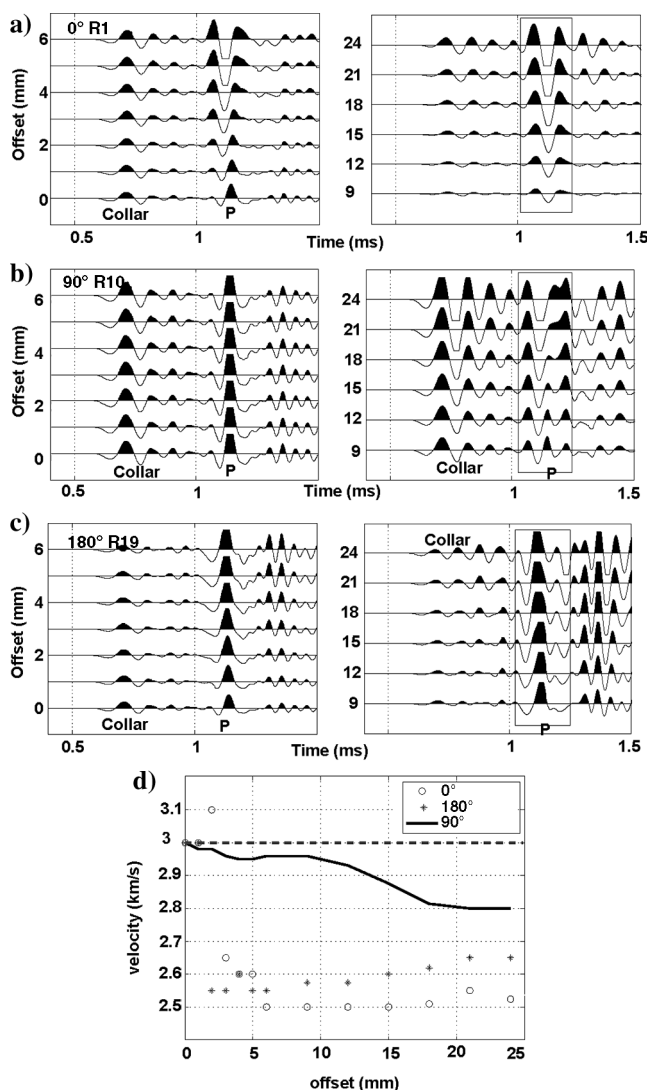 a)
0° R1
6
4
2
0
Offset (mm)
Collar
P
0.5
1
24
21
18
15
12
9
1
1.5
Time (ms)
b)
90° R10
6
4
2
0
Offset (mm)
Collar
P
0.5
1
24
21
18
15
12
9
Collar
P
1
1.5
Time (ms)
c)
180° R19
6
4
2
0
Offset (mm)
Collar
P
0.5
1
Collar
24
21
18
15
12
9
P
1
1.5
Time (ms)
d)
0°
180°
90°
3.1
3
2.9
2.8
2.7
2.6
2.5
velocity (km/s)
0 5 10 15 20 25
offset (mm)